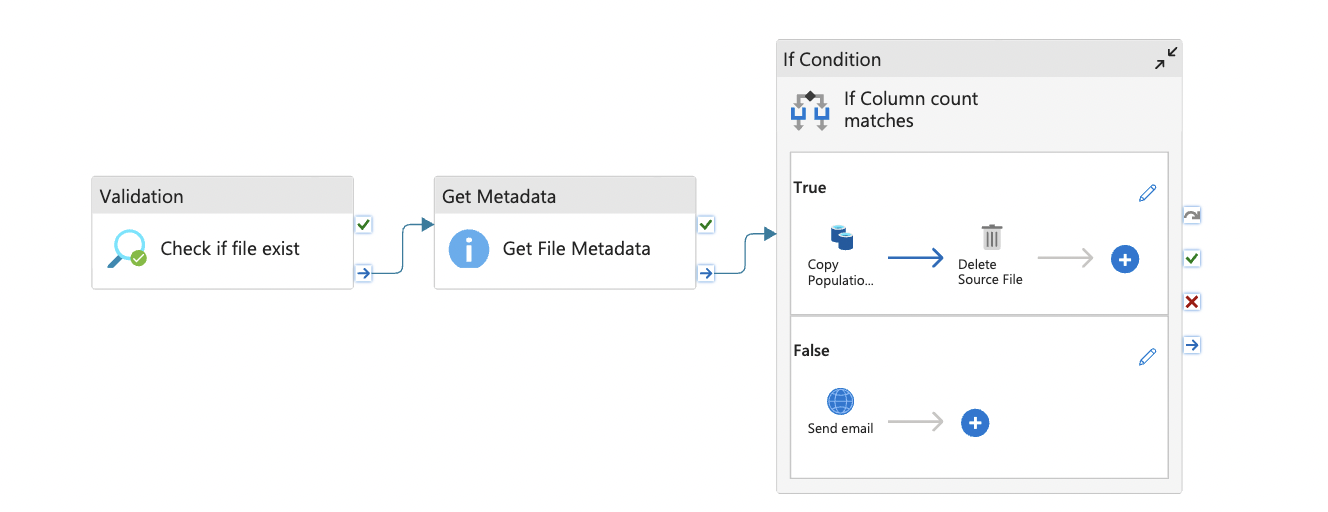 Validation
Check if file exist
Get Metadata
Get File Metadata
If Condition
If Column count
matches
True
Copy
Populatio...
Delete
Source File
False
Send email